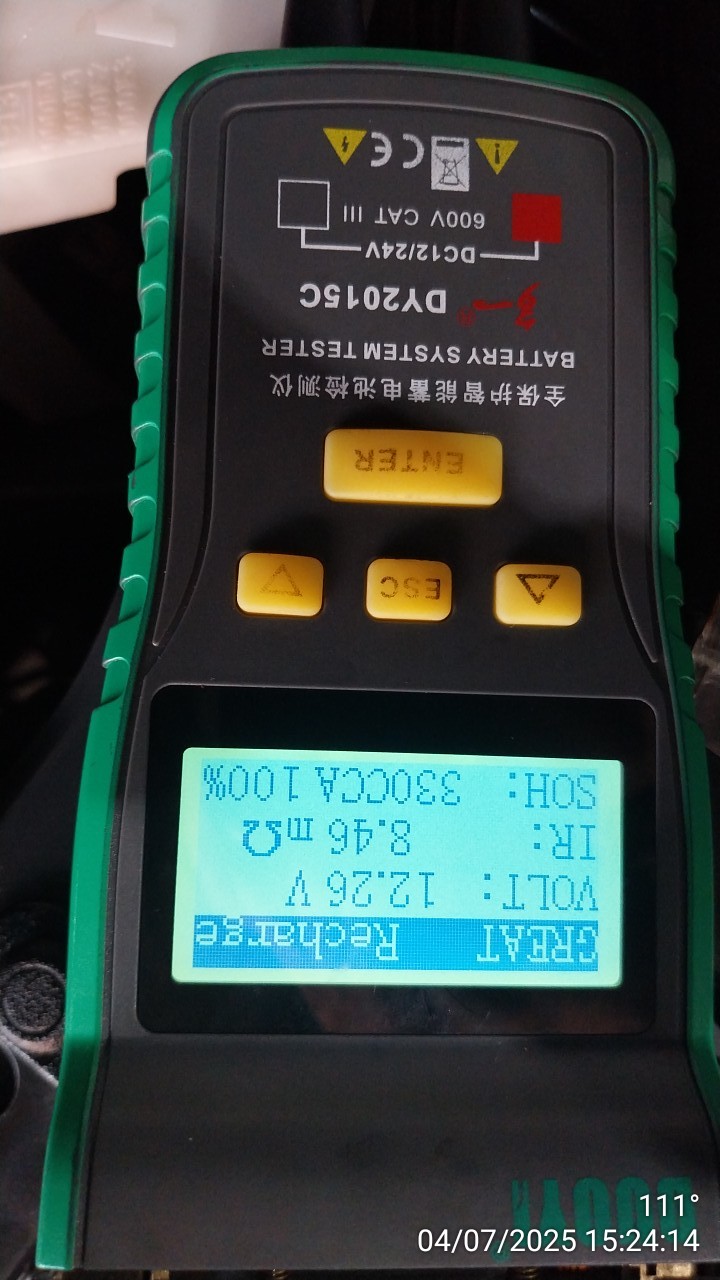 GREAT Recharge
VOLT: 12.26 V
IR: 8.46 mΩ
SOH: 330CCA 100%
ESC
ENTER
全保护智能蓄电池检测仪
BATTERY SYSTEM TESTER
DY2015C
DC12/24V
600V CAT III
CE
111°
04/07/2025 15:24:14